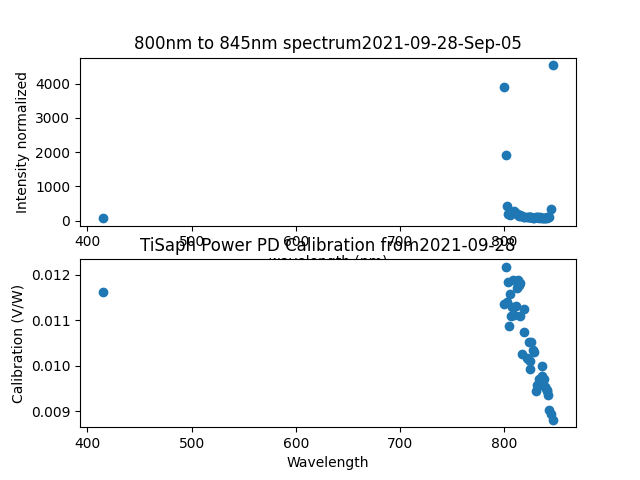 800nm to 845nm spectrum2021-09-28-Sep-05
Intensity normalized
4000
3000
2000
1000
0
400 500 600 700 800
wavelength (nm)
TiSaph Power PD Calibration from2021-09-28
Calibration (V/W)
0.012
0.011
0.010
0.009
400 500 600 700 800
Wavelength